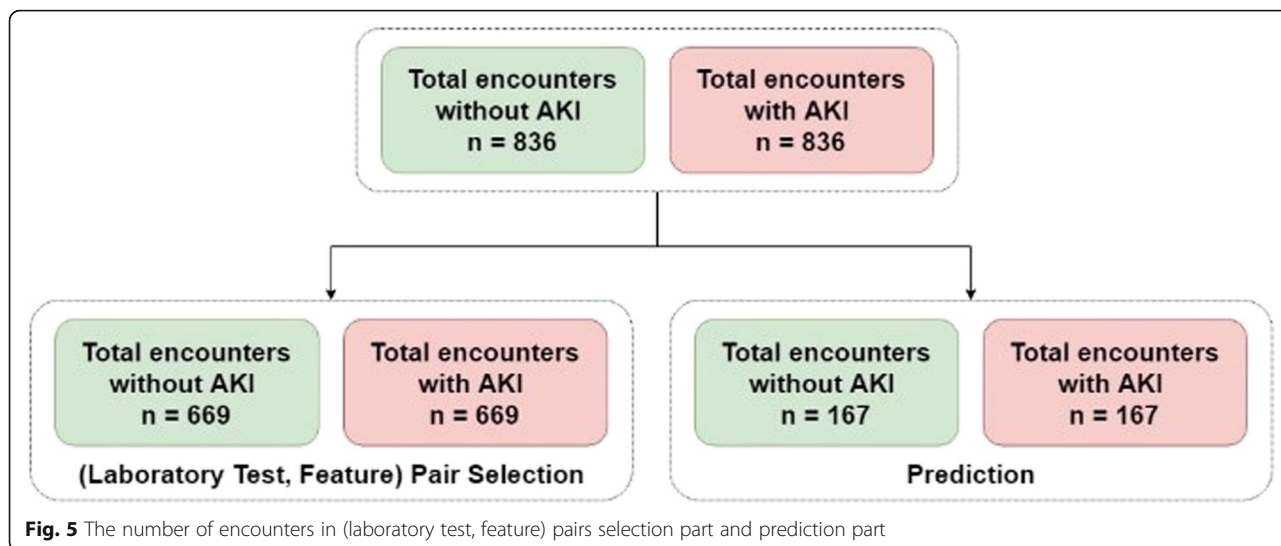 Total encounters
without AKI
n = 836
Total encounters
with AKI
n = 836
Total encounters
without AKI
n = 669
Total encounters
with AKI
n = 669
(Laboratory Test, Feature) Pair Selection
Total encounters
without AKI
n = 167
Total encounters
with AKI
n = 167
Prediction
Fig. 5 The number of encounters in (laboratory test, feature) pairs selection part and prediction part